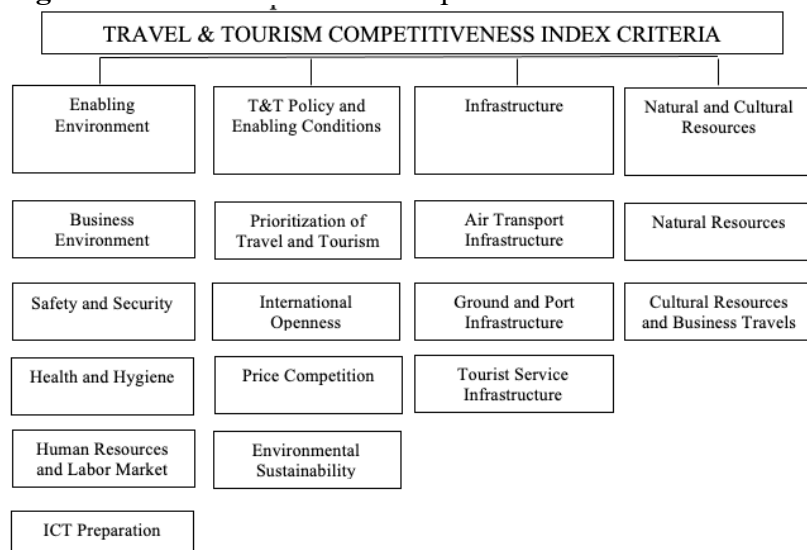 TRAVEL & TOURISM COMPETITIVENESS INDEX CRITERIA
Enabling
Environment
T&T Policy and
Enabling Conditions
Infrastructure
Natural and Cultural
Resources
Business
Environment
Prioritization of
Travel and Tourism
Air Transport
Infrastructure
Natural Resources
Safety and Security
International
Openness
Ground and Port
Infrastructure
Cultural Resources
and Business Travels
Health and Hygiene
Price Competition
Tourist Service
Infrastructure
Human Resources
and Labor Market
Environmental
Sustainability
ICT Preparation